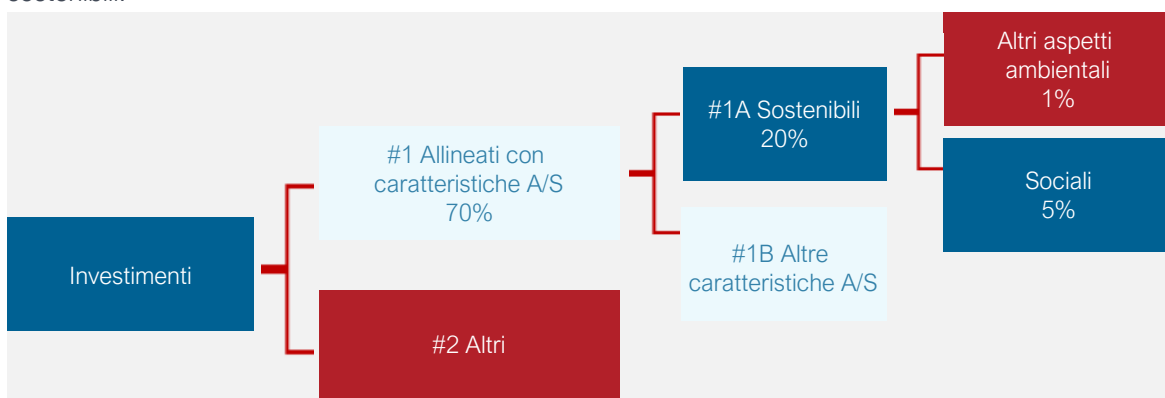 sostenibili.
Investimenti
#1 Allineati con
caratteristiche A/S
70%
#2 Altri
#1A Sostenibili
20%
#1B Altre
caratteristiche A/S
Altri aspetti
ambientali
1%
Sociali
5%